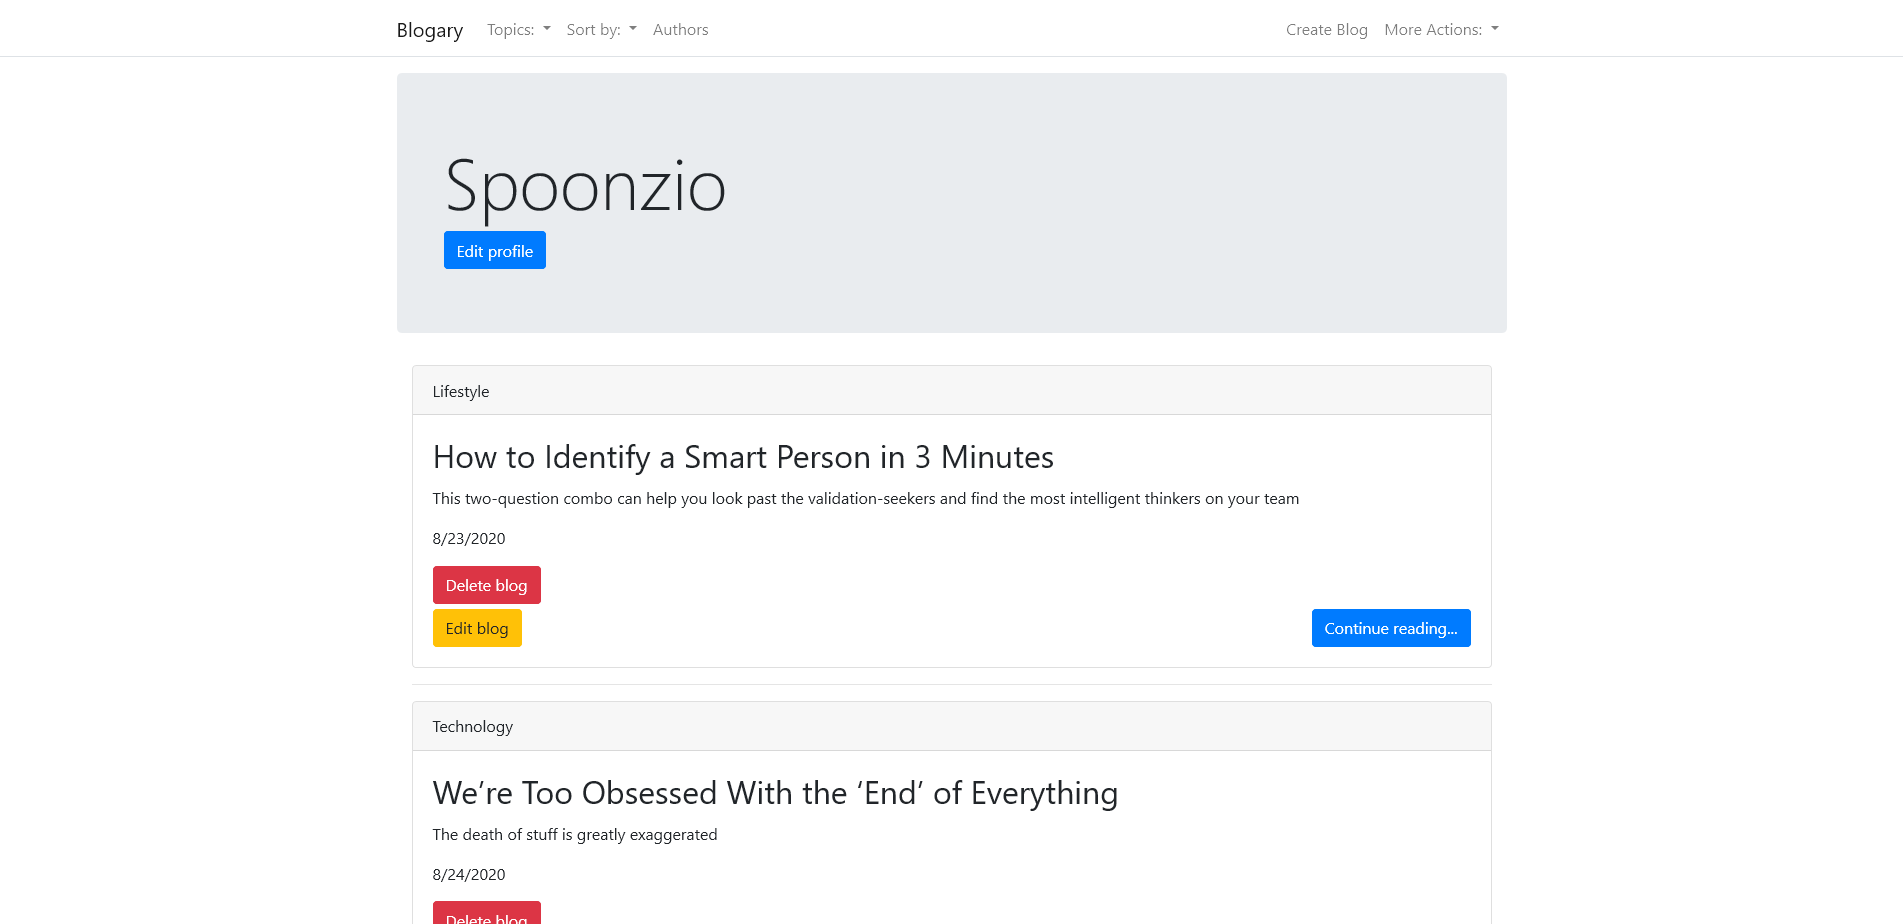 Blogary Topics: Sort by: Authors Create Blog More Actions:
Spoonzio
Edit profile
Lifestyle
How to Identify a Smart Person in 3 Minutes
This two-question combo can help you look past the validation-seekers and find the most intelligent thinkers on your team
8/23/2020
Delete blog
Edit blog Continue reading...
Technology
We’re Too Obsessed With the ‘End’ of Everything
The death of stuff is greatly exaggerated
8/24/2020
Delete blog